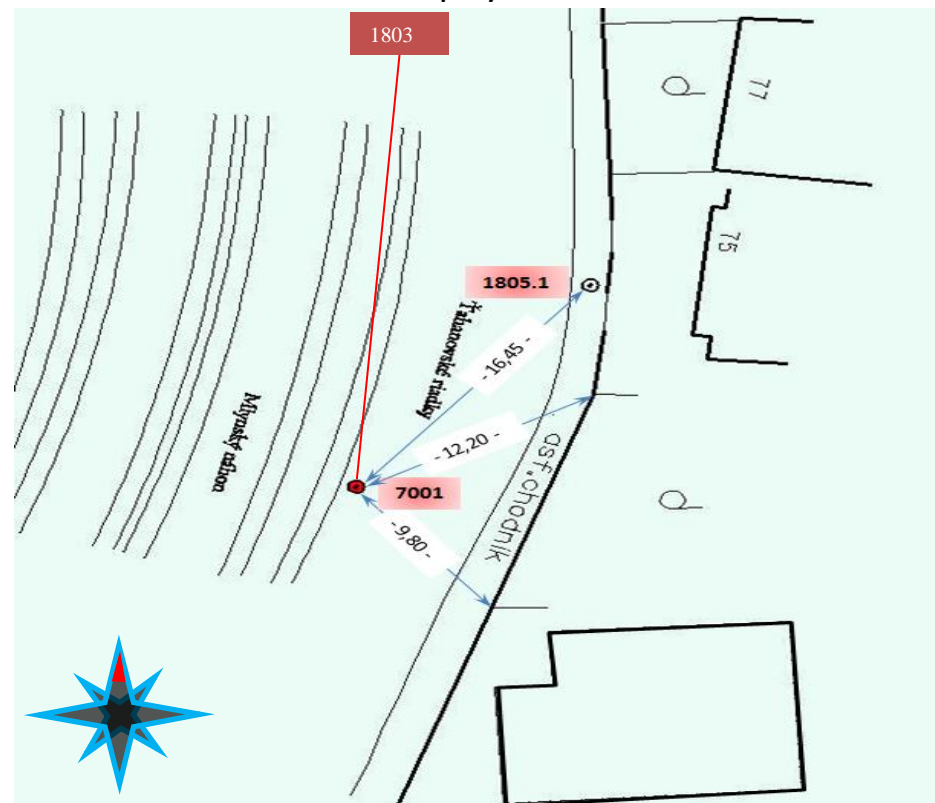 1803
77
75
1805.1
-16,45 -
Ťahanovské riadky
- 12,20 -
Mlynský náhon
asf.chodník
7001
-9,80 -